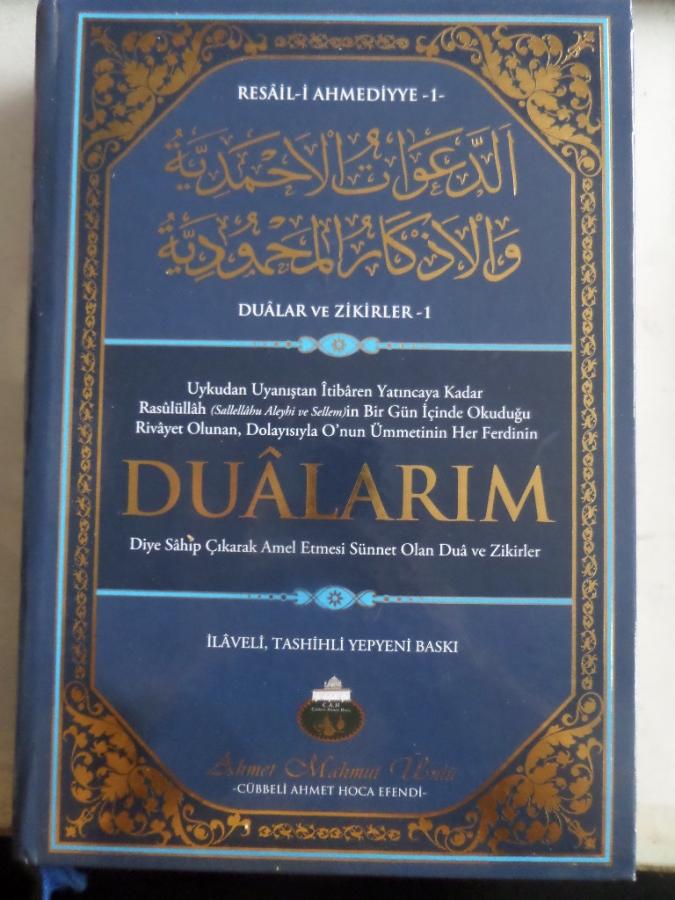 RESÂİL-İ AHMEDİYYE -1-
اَلدَّعَوَاتُ الْاَحْمَدِيَّةُ
وَالْاَذْكَارُ الْمَحْمُودِيَّةُ
DUÂLAR VE ZİKİRLER -1
Uykudan Uyanıştan Îtibâren Yatıncaya Kadar
Rasûlüllâh (Sallellâhu Aleyhi ve Sellem)in Bir Gün İçinde Okuduğu
Rivâyet Olunan, Dolayısıyla O'nun Ümmetinin Her Ferdinin
DUÂLARIM
Diye Sâhip Çıkarak Amel Etmesi Sünnet Olan Duâ ve Zikirler
İLÂVELİ, TASHİHLİ YEPYENİ BASKI
Ahmet Mahmut Ünlü
-CÜBBELİ AHMET HOCA EFENDİ-